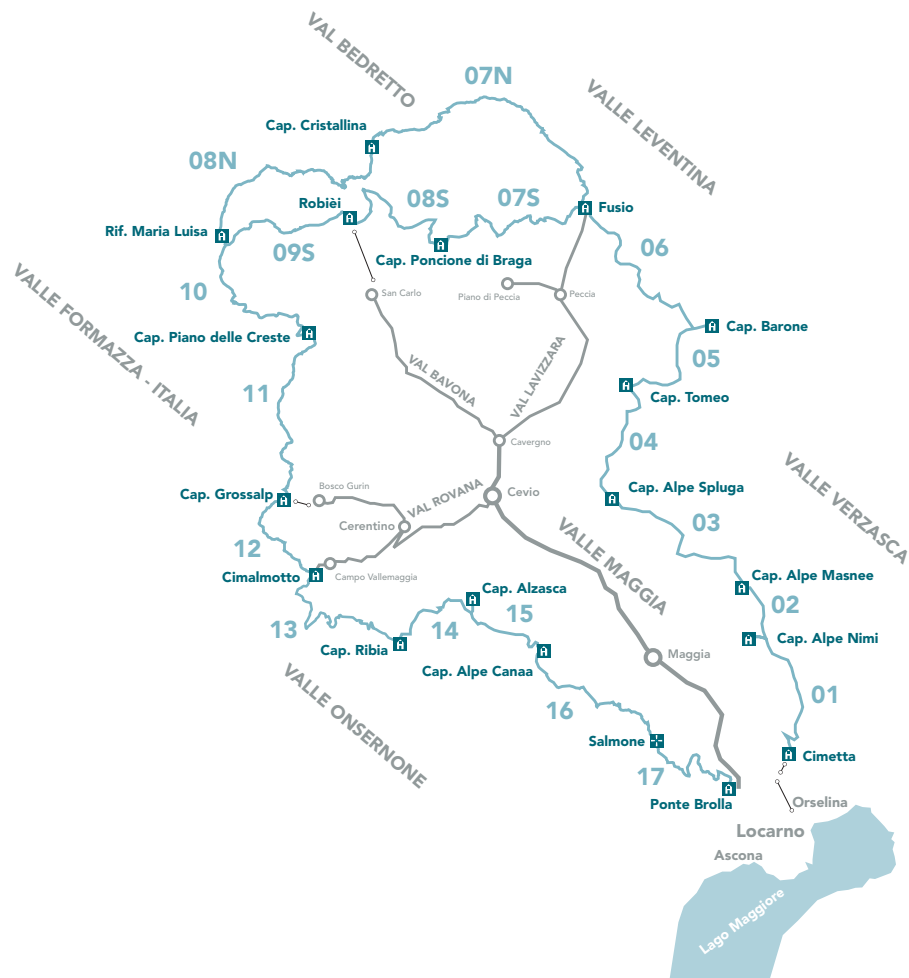 VAL BEDRETTO
07N
VALLE LEVENTINA
Cap. Cristallina
08N
Robièi
08S
07S
Fusio
Rif. Maria Luisa
09S
Cap. Poncione di Braga
06
VALLE FORMAZZA - ITALIA
10
San Carlo
Piano di Peccia
Peccia
Cap. Barone
Cap. Piano delle Creste
05
VAL BAVONA
VAL LAVIZZARA
11
Cap. Tomeo
04
Cavergno
Cap. Grossalp
Bosco Gurin
VAL ROVANA
Cevio
Cap. Alpe Spluga
VALLE VERZASCA
Cerentino
03
12
VALLE MAGGIA
Cimalmotto
Campo Vallemaggia
Cap. Alpe Masnee
Cap. Alzasca
02
13
14
15
Cap. Alpe Nimi
Cap. Ribia
Maggia
Cap. Alpe Canaa
VALLE ONSERNONE
01
16
Salmone
Cimetta
17
Ponte Brolla
Orselina
Locarno
Ascona
Lago Maggiore